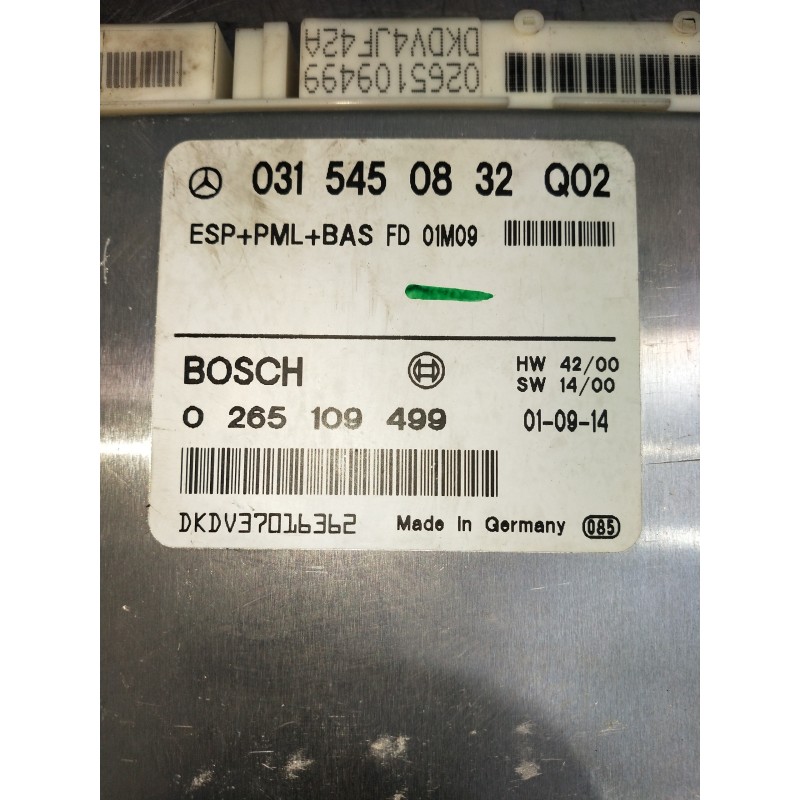 0265109499
DKDV4JF42A
031 545 08 32 Q02
ESP+PML+BAS FD 01M09
BOSCH
HW 42/00
SW 14/00
0 265 109 499
01-09-14
DKDV37016362
Made in Germany
085